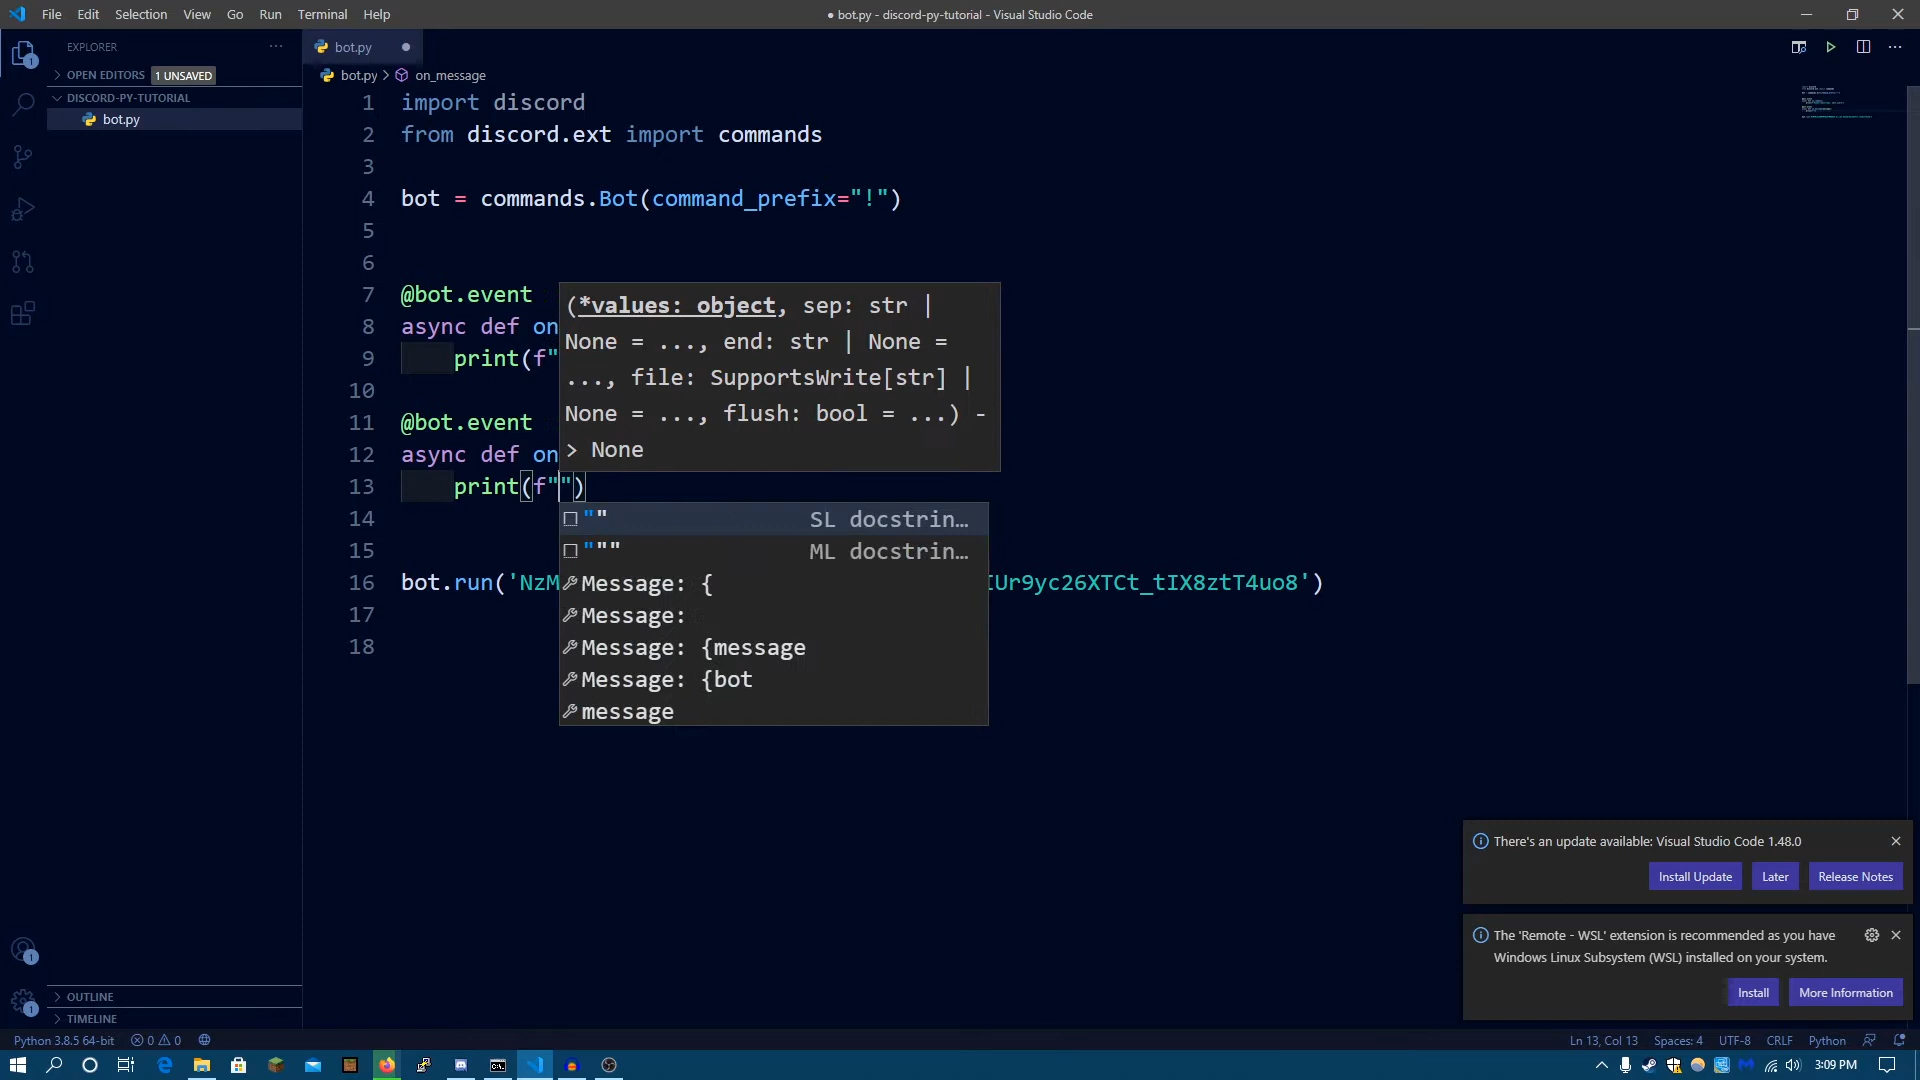 File Edit Selection View Go Run Terminal Help
● bot.py - discord-py-tutorial - Visual Studio Code
EXPLORER
OPEN EDITORS 1 UNSAVED
DISCORD-PY-TUTORIAL
bot.py
bot.py
bot.py > on_message
1 import discord
2 from discord.ext import commands
3
4 bot = commands.Bot(command_prefix="!")
5
6
7 @bot.event
8 async def on
9 print(f"
10
11 @bot.event
12 async def on
13 print(f"")
14
15
16 bot.run('NzM IUr9yc26XTCt_tIX8ztT4uo8')
17
18
(*values: object, sep: str |
None = ..., end: str | None =
..., file: SupportsWrite[str] |
None = ..., flush: bool = ...) -
> None
"" SL docstrin…
""" ML docstrin…
Message: {
Message:
Message: {message
Message: {bot
message
There's an update available: Visual Studio Code 1.48.0
Install Update Later Release Notes
The 'Remote - WSL' extension is recommended as you have
Windows Linux Subsystem (WSL) installed on your system.
Install More Information
1
1
1
OUTLINE
TIMELINE
Python 3.8.5 64-bit 0 0 Ln 13, Col 13 Spaces: 4 UTF-8 CRLF Python
3:09 PM